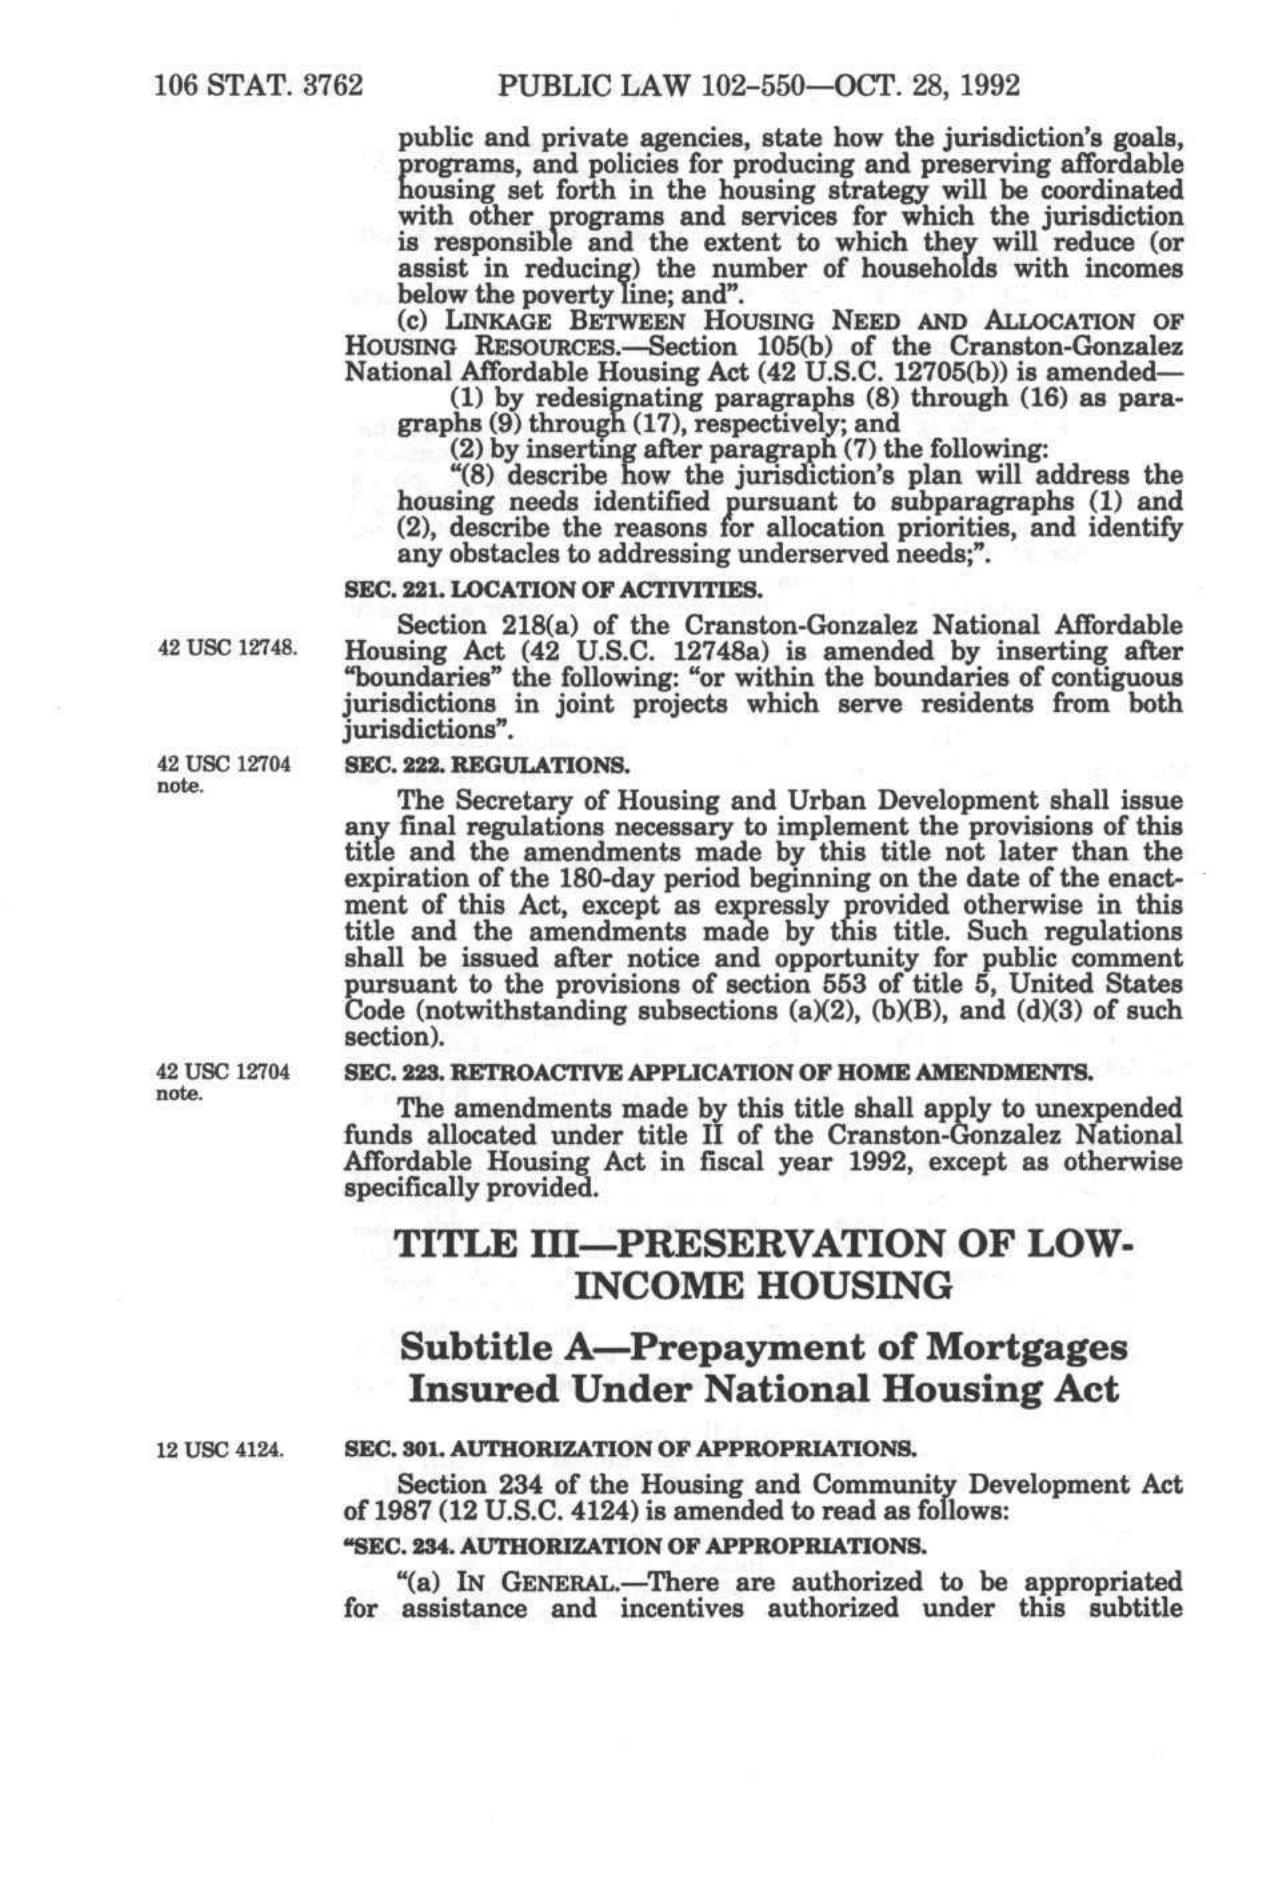 106 STAT. 3762 PUBLIC LAW 102-550—OCT. 28, 1992
public and private agencies, state how the jurisdiction's goals,
programs, and policies for producing and preserving affordable
housing set forth in the housing strategy will be coordinated
with other programs and services for which the jurisdiction
is responsible and the extent to which they will reduce (or
assist in reducing) the number of households with incomes
below the poverty line; and".
(c) LINKAGE BETWEEN HOUSING NEED AND ALLOCATION OF
HOUSING RESOURCES.—Section 105(b) of the Cranston-Gonzalez
National Affordable Housing Act (42 U.S.C. 12705(b)) is amended—
(1) by redesignating paragraphs (8) through (16) as para-
graphs (9) through (17), respectively; and
(2) by inserting after paragraph (7) the following:
"(8) describe how the jurisdiction's plan will address the
housing needs identified pursuant to subparagraphs (1) and
(2), describe the reasons for allocation priorities, and identify
any obstacles to addressing underserved needs;".
SEC. 221. LOCATION OF ACTIVITIES.
Section 218(a) of the Cranston-Gonzalez National Affordable
42 USC 12748. Housing Act (42 U.S.C. 12748a) is amended by inserting after
"boundaries" the following: "or within the boundaries of contiguous
jurisdictions in joint projects which serve residents from both
jurisdictions".
42 USC 12704 SEC. 222. REGULATIONS.
note.
The Secretary of Housing and Urban Development shall issue
any final regulations necessary to implement the provisions of this
title and the amendments made by this title not later than the
expiration of the 180-day period beginning on the date of the enact-
ment of this Act, except as expressly provided otherwise in this
title and the amendments made by this title. Such regulations
shall be issued after notice and opportunity for public comment
pursuant to the provisions of section 553 of title 5, United States
Code (notwithstanding subsections (a)(2), (b)(B), and (d)(3) of such
section).
42 USC 12704 SEC. 223. RETROACTIVE APPLICATION OF HOME AMENDMENTS.
note.
The amendments made by this title shall apply to unexpended
funds allocated under title II of the Cranston-Gonzalez National
Affordable Housing Act in fiscal year 1992, except as otherwise
specifically provided.
TITLE III—PRESERVATION OF LOW-
INCOME HOUSING
Subtitle A—Prepayment of Mortgages
Insured Under National Housing Act
12 USC 4124. SEC. 301. AUTHORIZATION OF APPROPRIATIONS.
Section 234 of the Housing and Community Development Act
of 1987 (12 U.S.C. 4124) is amended to read as follows:
"SEC. 234. AUTHORIZATION OF APPROPRIATIONS.
"(a) IN GENERAL.—There are authorized to be appropriated
for assistance and incentives authorized under this subtitle